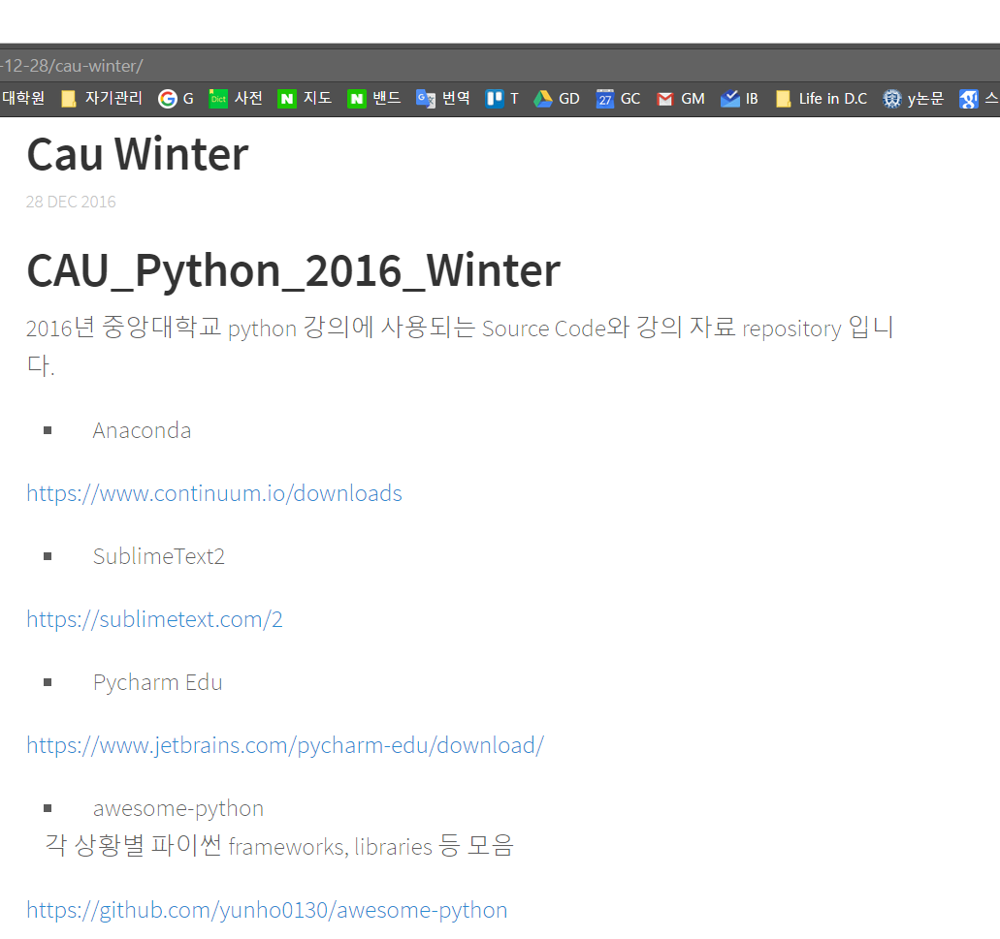 -12-28/cau-winter/
대학원 자기관리 G G Dict 사전 N 지도 N 밴드 G 번역 T GD 27 GC GM IB Life in D.C y논문 스
Cau Winter
28 DEC 2016
CAU_Python_2016_Winter
2016년 중앙대학교 python 강의에 사용되는 Source Code와 강의 자료 repository 입니
다.
Anaconda
https://www.continuum.io/downloads
SublimeText2
https://sublimetext.com/2
Pycharm Edu
https://www.jetbrains.com/pycharm-edu/download/
awesome-python
각 상황별 파이썬 frameworks, libraries 등 모음
https://github.com/yunho0130/awesome-python